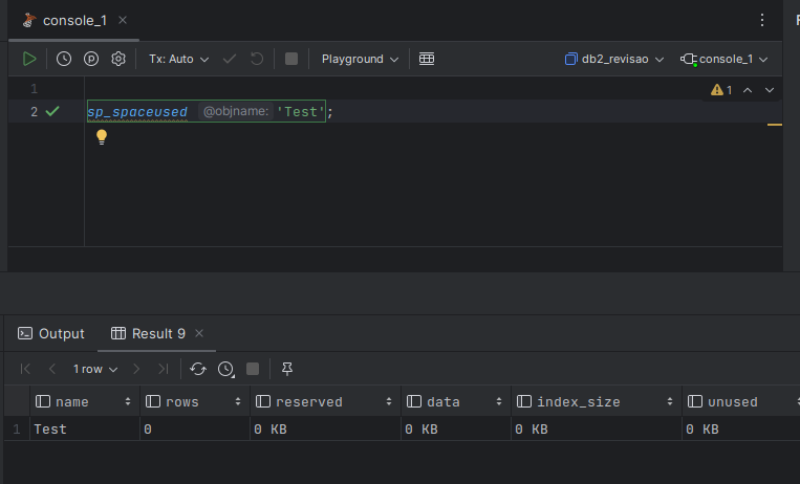 console_1
Tx: Auto Playground db2_revisao console_1
1 1
2 sp_spaceused @objname: 'Test';
Output Result 9
1 row
name rows reserved data index_size unused
1 Test 0 0 KB 0 KB 0 KB 0 KB